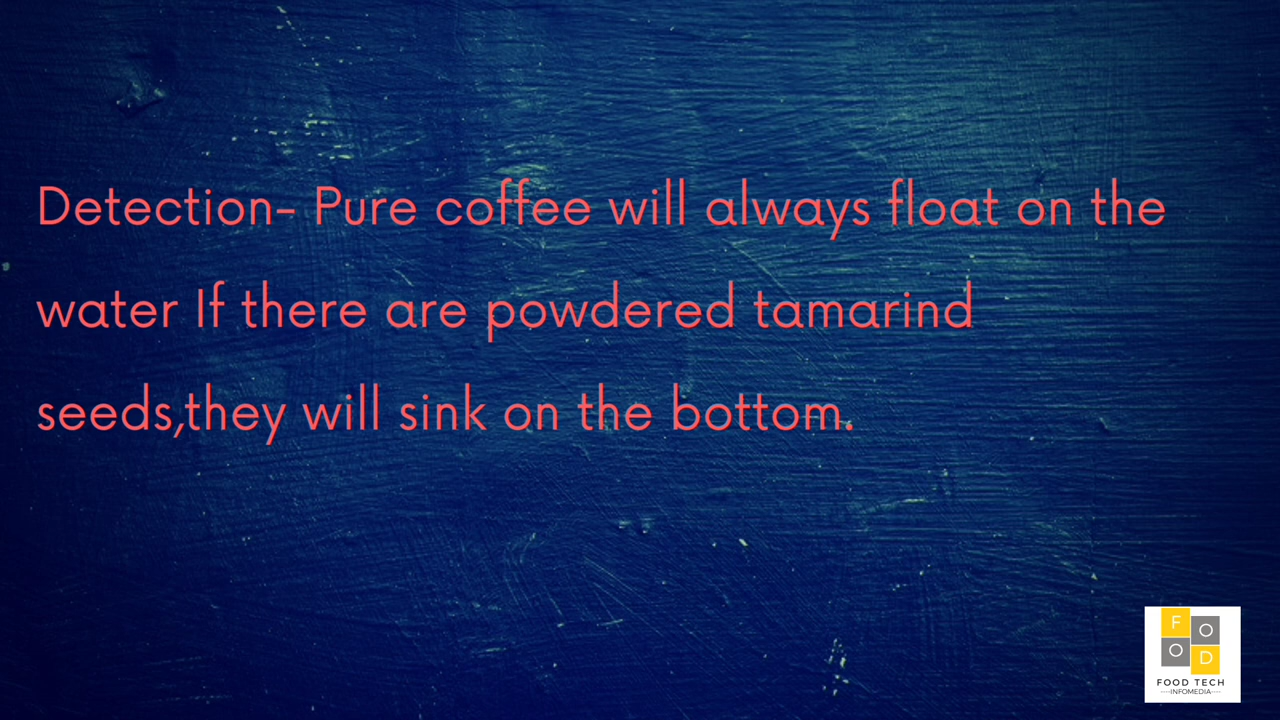 Detection- Pure coffee will always float on the
water If there are powdered tamarind
seeds,they will sink on the bottom.
F O
O D
FOOD TECH
----INFOMEDIA----